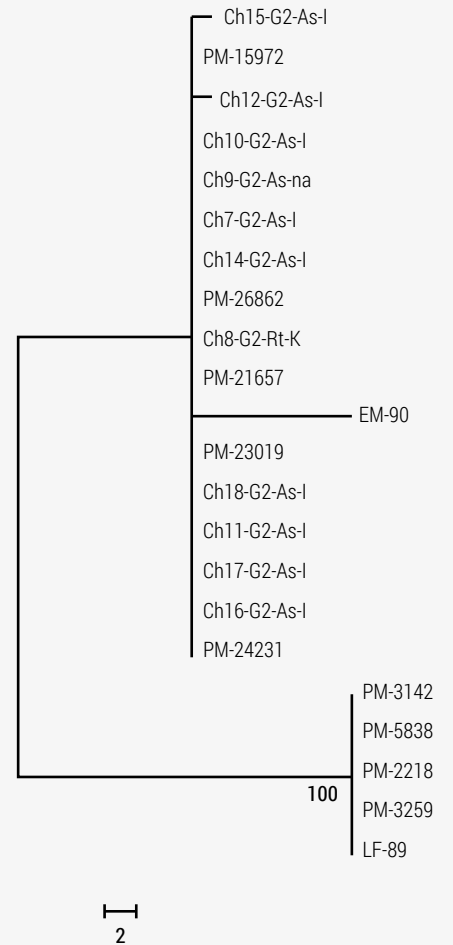 Ch15-G2-As-I
PM-15972
Ch12-G2-As-I
Ch10-G2-As-I
Ch9-G2-As-na
Ch7-G2-As-I
Ch14-G2-As-I
PM-26862
Ch8-G2-Rt-K
PM-21657
EM-90
PM-23019
Ch18-G2-As-I
Ch11-G2-As-I
Ch17-G2-As-I
Ch16-G2-As-I
PM-24231
PM-3142
PM-5838
PM-2218
100
PM-3259
LF-89
2